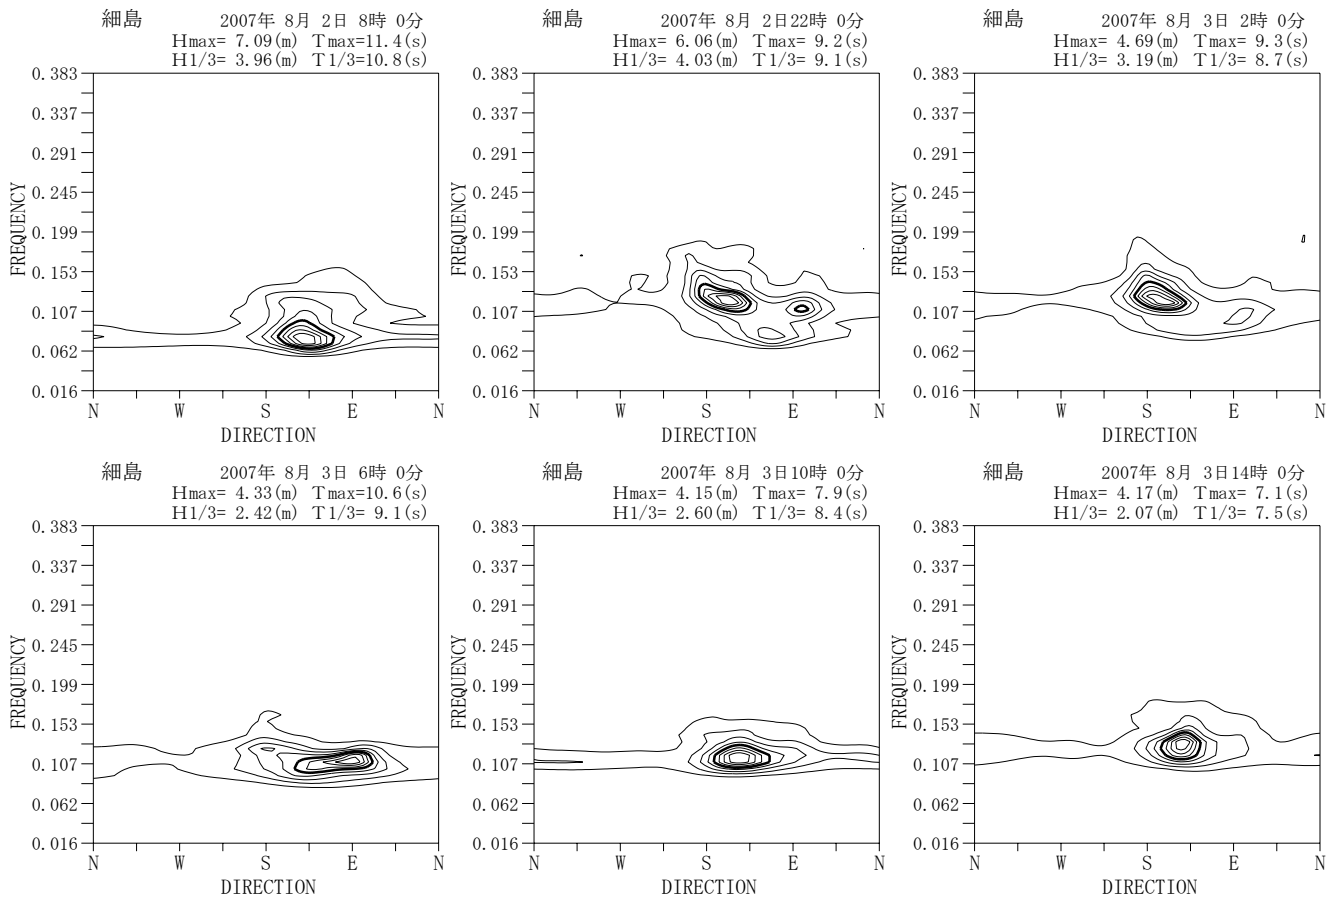 細島 2007年 8月 2日 8時 0分
Hmax= 7.09(m) Tmax=11.4(s)
H1/3= 3.96(m) T1/3=10.8(s)
0.383
0.337
0.291
0.245
0.199
0.153
0.107
0.062
0.016
FREQUENCY
N W S E N
DIRECTION
細島 2007年 8月 2日22時 0分
Hmax= 6.06(m) Tmax= 9.2(s)
H1/3= 4.03(m) T1/3= 9.1(s)
0.383
0.337
0.291
0.245
0.199
0.153
0.107
0.062
0.016
FREQUENCY
N W S E N
DIRECTION
細島 2007年 8月 3日 2時 0分
Hmax= 4.69(m) Tmax= 9.3(s)
H1/3= 3.19(m) T1/3= 8.7(s)
0.383
0.337
0.291
0.245
0.199
0.153
0.107
0.062
0.016
FREQUENCY
N W S E N
DIRECTION
細島 2007年 8月 3日 6時 0分
Hmax= 4.33(m) Tmax=10.6(s)
H1/3= 2.42(m) T1/3= 9.1(s)
0.383
0.337
0.291
0.245
0.199
0.153
0.107
0.062
0.016
FREQUENCY
N W S E N
DIRECTION
細島 2007年 8月 3日10時 0分
Hmax= 4.15(m) Tmax= 7.9(s)
H1/3= 2.60(m) T1/3= 8.4(s)
0.383
0.337
0.291
0.245
0.199
0.153
0.107
0.062
0.016
FREQUENCY
N W S E N
DIRECTION
細島 2007年 8月 3日14時 0分
Hmax= 4.17(m) Tmax= 7.1(s)
H1/3= 2.07(m) T1/3= 7.5(s)
0.383
0.337
0.291
0.245
0.199
0.153
0.107
0.062
0.016
FREQUENCY
N W S E N
DIRECTION